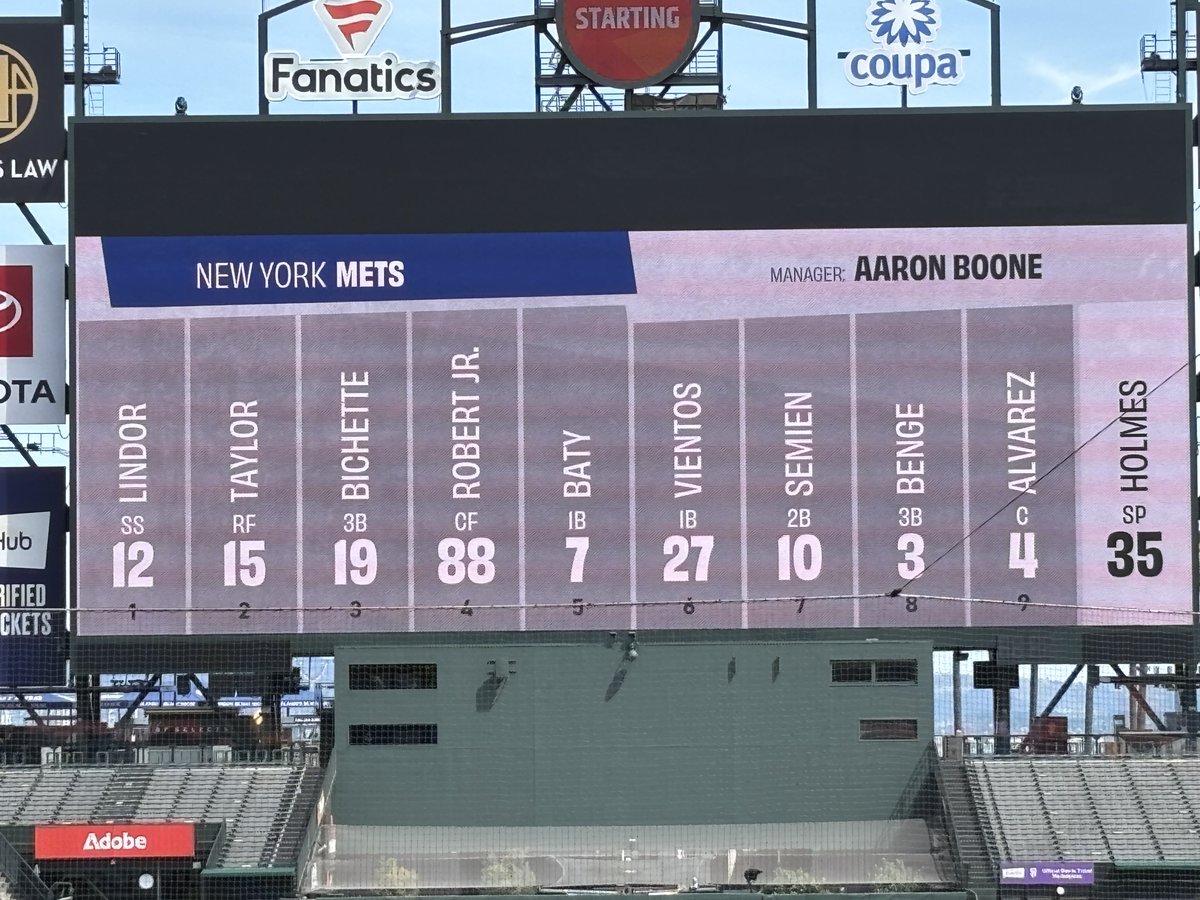 STARTING
Fanatics
coupa
S LAW
OTA
Hub
RIFIED
CKETS
NEW YORK METS
MANAGER: AARON BOONE
LINDOR
SS
12
1
TAYLOR
RF
15
2
BICHETTE
3B
19
3
ROBERT JR.
CF
88
4
BATY
1B
7
5
VIENTOS
1B
27
6
SEMIEN
2B
10
7
BENGE
3B
3
8
ALVAREZ
C
4
9
HOLMES
SP
35
Adobe